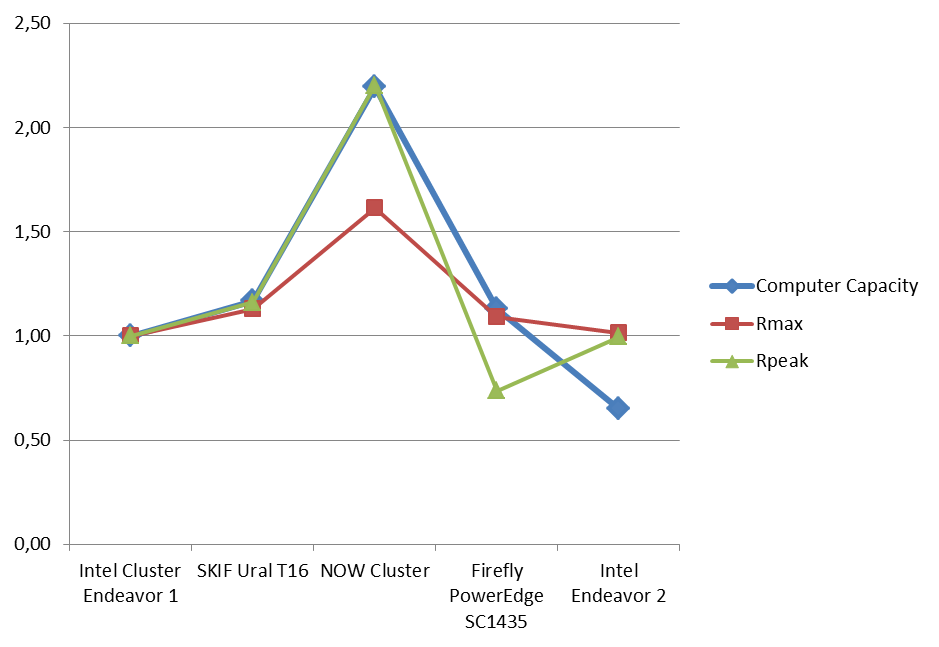 2,50
2,00
1,50
1,00
0,50
0,00
Intel Cluster
Endeavor 1
SKIF Ural T16
NOW Cluster
Firefly
PowerEdge
SC1435
Intel
Endeavor 2
Computer Capacity
Rmax
Rpeak